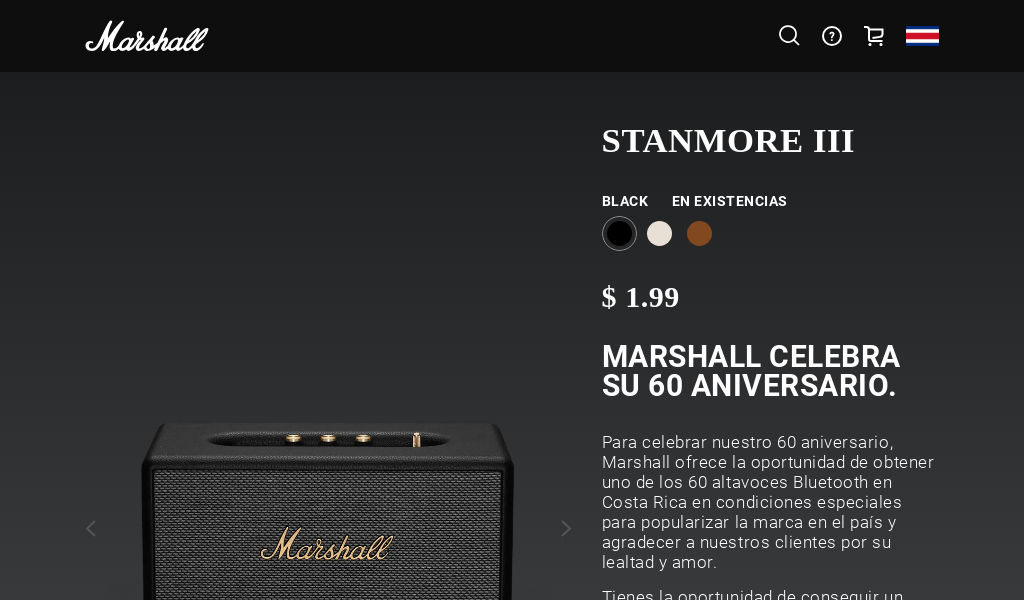 Marshall
STANMORE III
BLACK EN EXISTENCIAS
$ 1.99
MARSHALL CELEBRA
SU 60 ANIVERSARIO.
Para celebrar nuestro 60 aniversario,
Marshall ofrece la oportunidad de obtener
uno de los 60 altavoces Bluetooth en
Costa Rica en condiciones especiales
para popularizar la marca en el país y
agradecer a nuestros clientes por su
lealtad y amor.
Tienes la oportunidad de conseguir un
Marshall